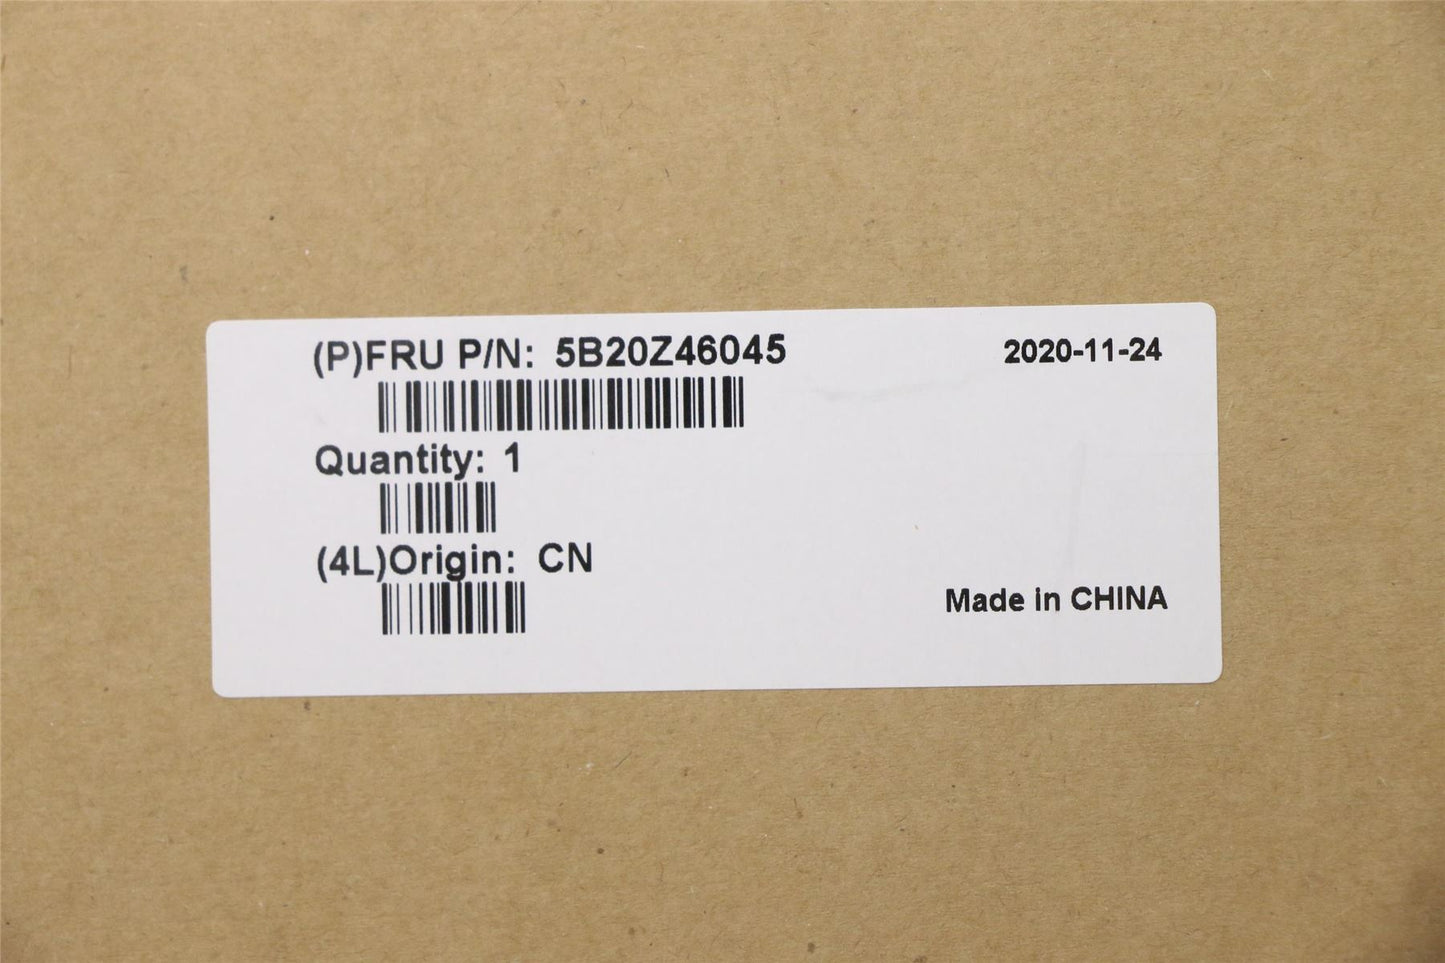 (P)FRU P/N: 5B20Z46045
2020-11-24
Quantity: 1
(4L)Origin: CN
Made in CHINA